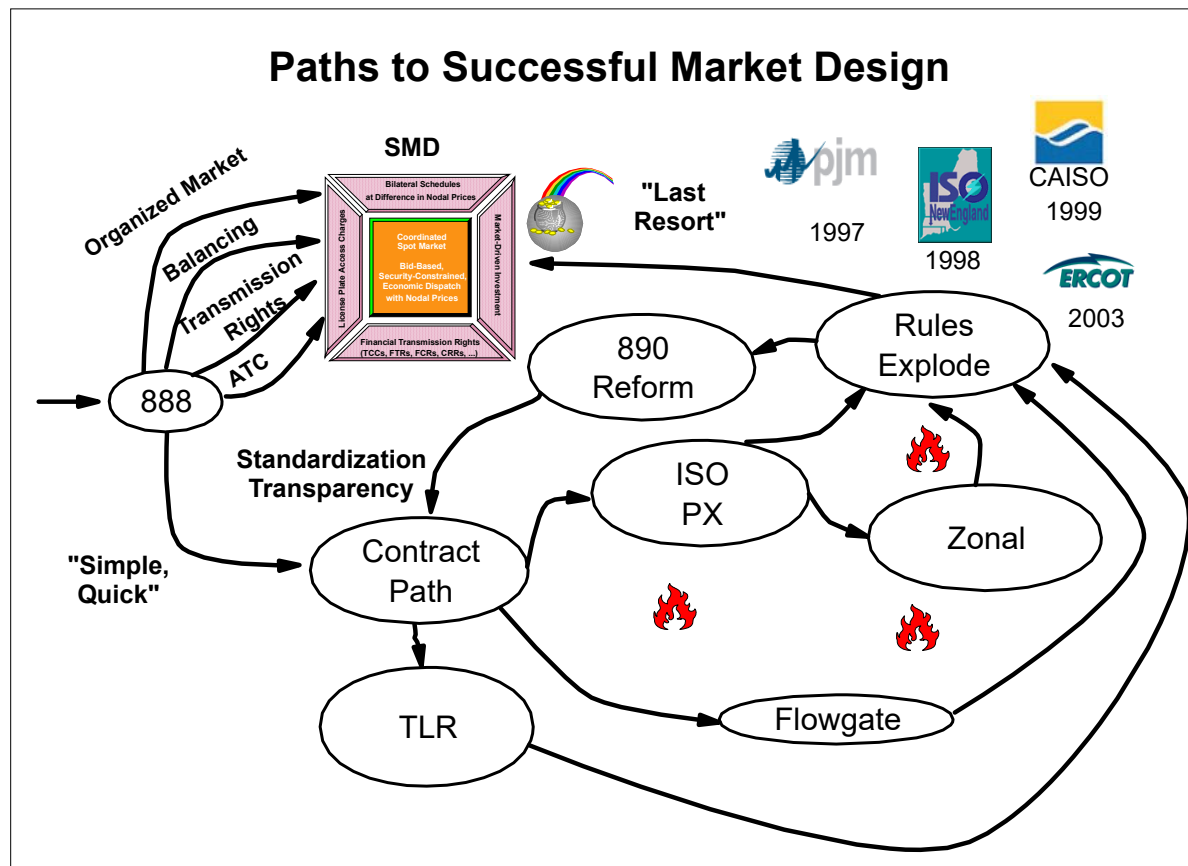 Paths to Successful Market Design
SMD
Organized Market
Balancing
Transmission
Rights
ATC
Bilateral Schedules
at Difference in Nodal Prices
License Plate Access Charges
Coordinated
Spot Market
Bid-Based,
Security-Constrained,
Economic Dispatch
with Nodal Prices
Market-Driven Investment
Financial Transmission Rights
(TCCs, FTRs, FCRs, CRRs, ...)
"Last
Resort"
pjm
1997
ISO
NewEngland
1998
CAISO
1999
ERCOT
2003
888
890
Reform
Rules
Explode
Standardization
Transparency
ISO
PX
Zonal
"Simple,
Quick"
Contract
Path
TLR
Flowgate